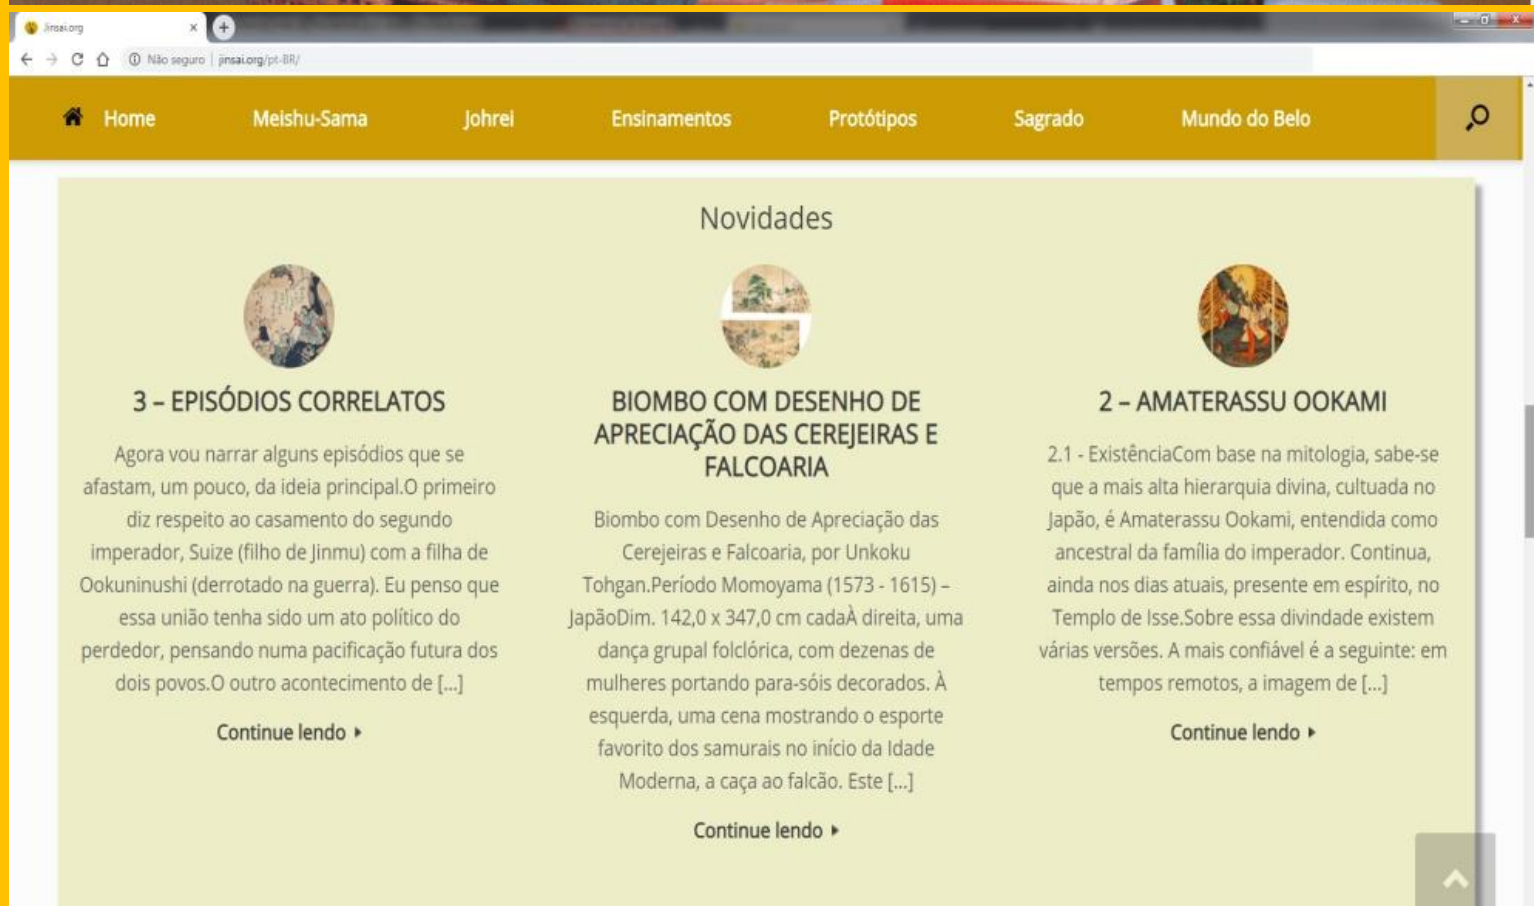 Jinsai.org
Não seguro | jinsai.org/pt-BR/
Home Meishu-Sama Johrei Ensinamentos Protótipos Sagrado Mundo do Belo
Novidades
3 – EPISÓDIOS CORRELATOS
Agora vou narrar alguns episódios que se
afastam, um pouco, da ideia principal.O primeiro
diz respeito ao casamento do segundo
imperador, Suize (filho de Jinmu) com a filha de
Ookuninushi (derrotado na guerra). Eu penso que
essa união tenha sido um ato político do
perdedor, pensando numa pacificação futura dos
dois povos.O outro acontecimento de [...]
Continue lendo
BIOMBO COM DESENHO DE
APRECIAÇÃO DAS CEREJEIRAS E
FALCOARIA
Biombo com Desenho de Apreciação das
Cerejeiras e Falcoaria, por Unkoku
Tohgan.Período Momoyama (1573 - 1615) –
JapãoDim. 142,0 x 347,0 cm cadaÀ direita, uma
dança grupal folclórica, com dezenas de
mulheres portando para-sóis decorados. À
esquerda, uma cena mostrando o esporte
favorito dos samurais no início da Idade
Moderna, a caça ao falcão. Este [...]
Continue lendo
2 – AMATERASSU OOKAMI
2.1 - ExistênciaCom base na mitologia, sabe-se
que a mais alta hierarquia divina, cultuada no
Japão, é Amaterassu Ookami, entendida como
ancestral da família do imperador. Continua,
ainda nos dias atuais, presente em espírito, no
Templo de Isse.Sobre essa divindade existem
várias versões. A mais confiável é a seguinte: em
tempos remotos, a imagem de [...]
Continue lendo